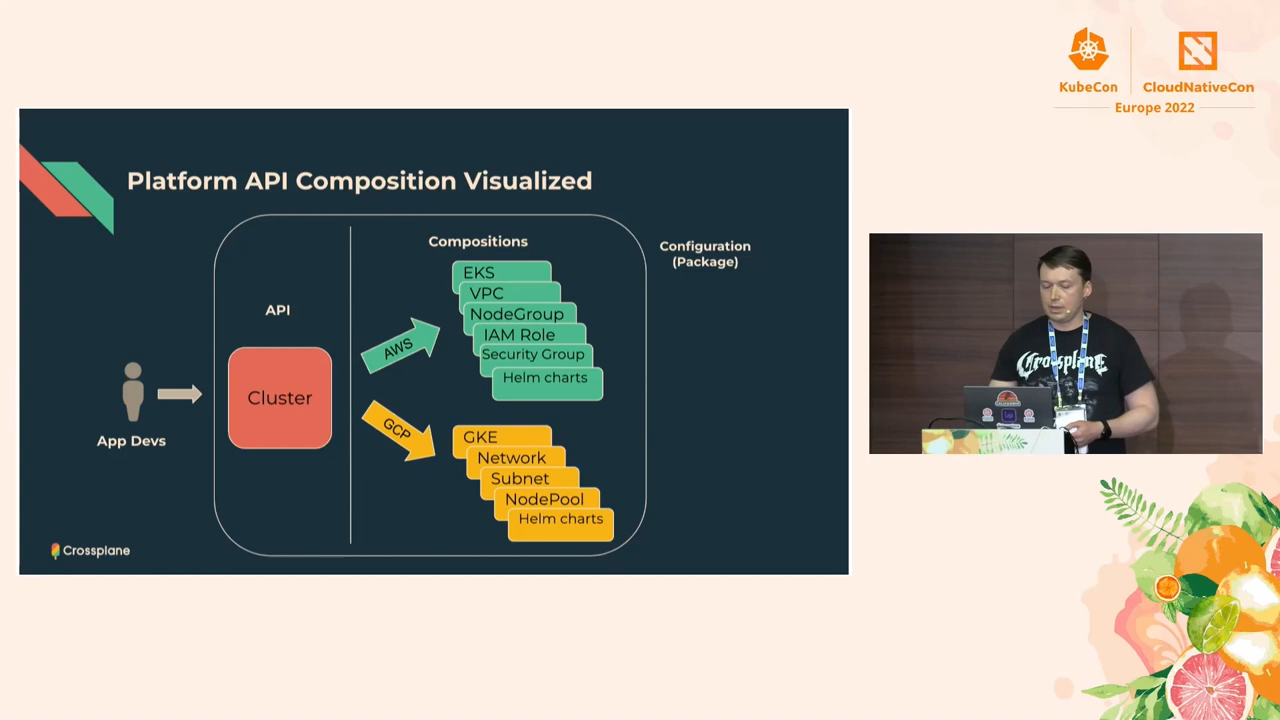 KubeCon
CloudNativeCon
Europe 2022
Platform API Composition Visualized
Compositions
Configuration
(Package)
API
Cluster
App Devs
AWS
GCP
EKS
VPC
NodeGroup
IAM Role
Security Group
Helm charts
GKE
Network
Subnet
NodePool
Helm charts
Crossplane
Crossplane